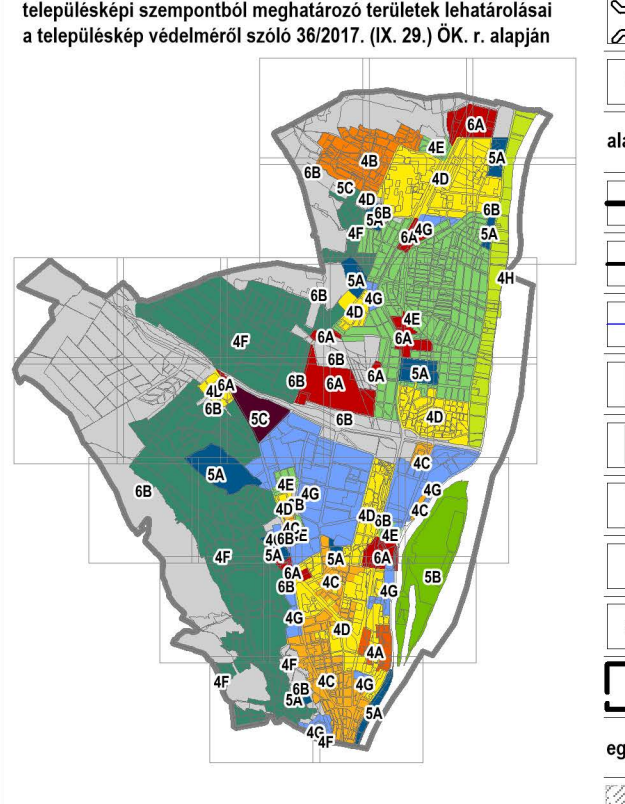 településképi szempontból meghatározó területek lehatárolásai
a településkép védelméről szóló 36/2017. (IX. 29.) ÖK. r. alapján
6A
4E
5A
4B
6B
4D
5C
4D
6B
6B
5A
4G
4F
6A
5A
4H
5A
6B
4G
4D
4E
4F
6A
6A
6B
6B
6A
6A
5A
4D
6A
6B
5C
6B
4D
4C
5A
4E
4G
4G
6B
6B
4D
4C
4D
6B
4C
4E
6B
5A
5A
6A
4F
6A
4C
5B
6B
4G
4G
4D
4A
4F
4F
4C
4G
6B
5A
5A
4G
4F
ala
eg